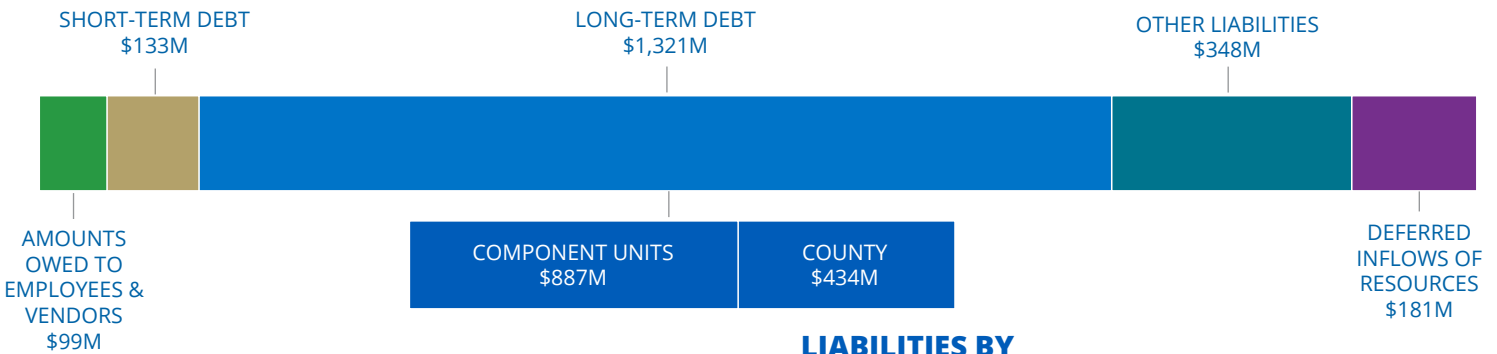 SHORT-TERM DEBT
$133M
LONG-TERM DEBT
$1,321M
OTHER LIABILITIES
$348M
AMOUNTS
OWED TO
EMPLOYEES &
VENDORS
$99M
COMPONENT UNITS
$887M
COUNTY
$434M
DEFERRED
INFLOWS OF
RESOURCES
$181M
LIABILITIES BY